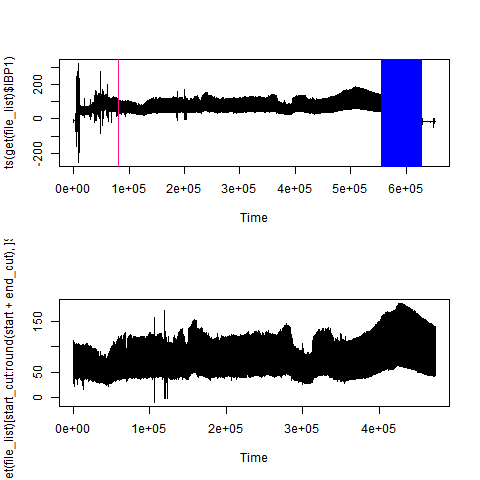 ts(get(file_list)$IBP1)
200
0
-200
0e+00 1e+05 2e+05 3e+05 4e+05 5e+05 6e+05
Time
et(file_list)[start_cut:round(start + end_cut), ]$
150
50
0
0e+00 1e+05 2e+05 3e+05 4e+05
Time